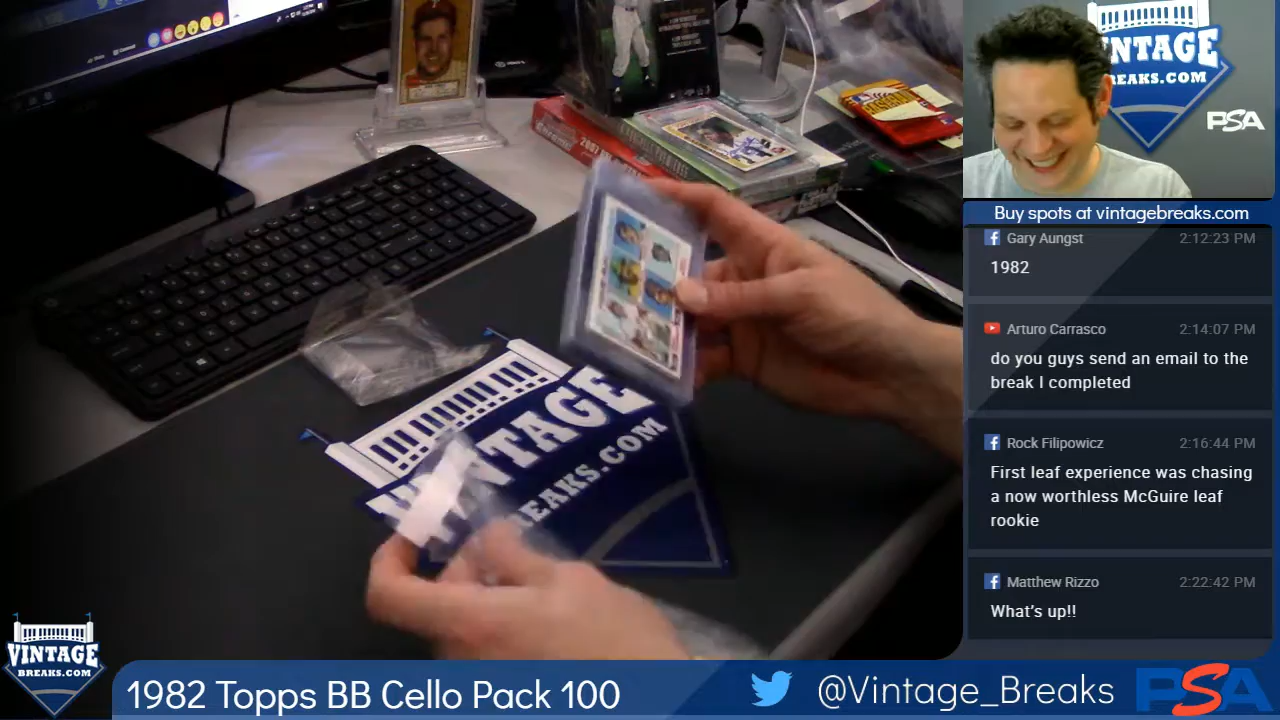 VINTAGE
BREAKS.COM
PSA
Buy spots at vintagebreaks.com
Gary Aungst 2:12:23 PM
1982
Arturo Carrasco 2:14:07 PM
do you guys send an email to the
break I completed
Rock Filipowicz 2:16:44 PM
First leaf experience was chasing
a now worthless McGuire leaf
rookie
Matthew Rizzo 2:22:42 PM
What's up!!
VINTAGE
BREAKS.COM
VINTAGE
BREAKS.COM
1982 Topps BB Cello Pack 100
@Vintage_Breaks
PSA